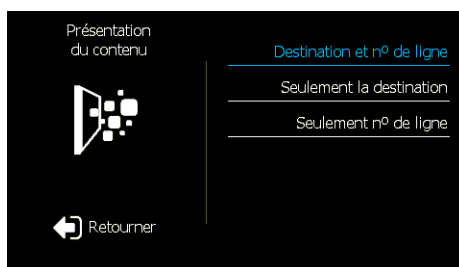 Présentation
du contenu
Destination et nº de ligne
Seulement la destination
Seulement nº de ligne
Retourner